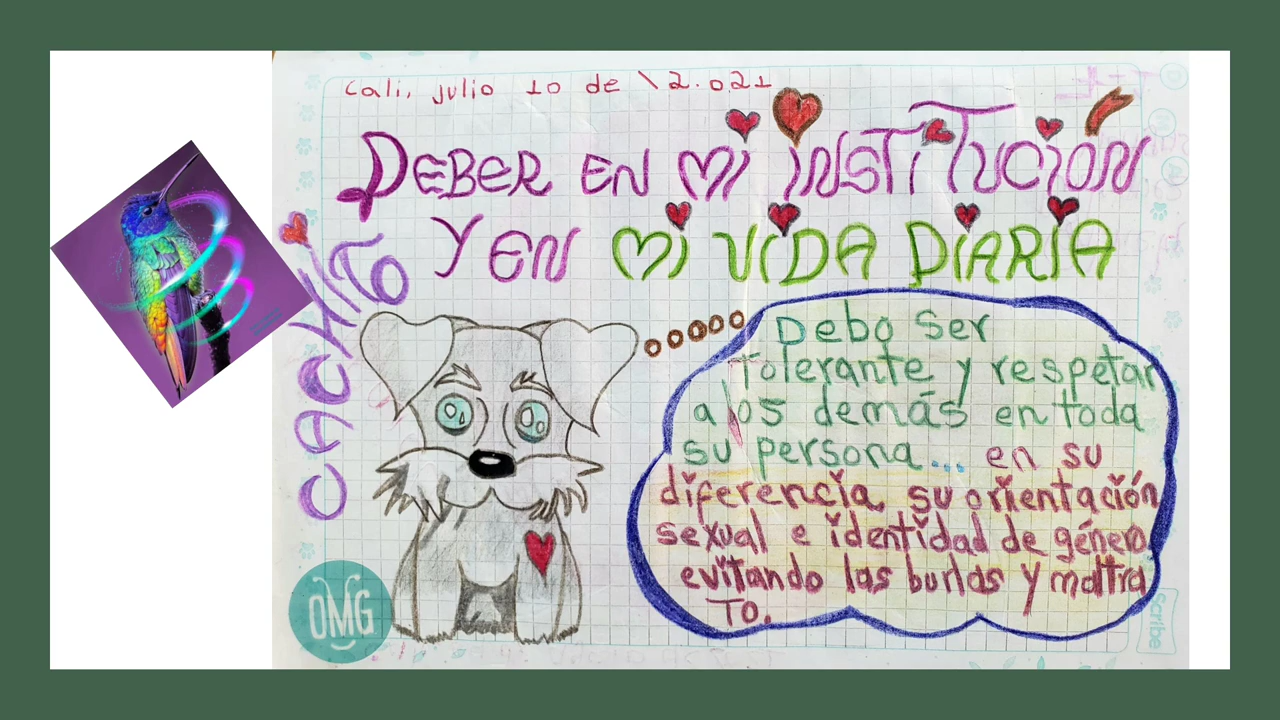 Cali, julio 10 de \2.021
DEBER EN Mi iNSTiTUCiÓN
Y EN Mi ViDA DiARiA
CACHiTO
Debo ser
tolerante y respetar
a los demás en toda
su persona... en su
diferencia, su orientación
sexual e identidad de género,
evitando las burlas y maltra
TO.
OMG
scribe